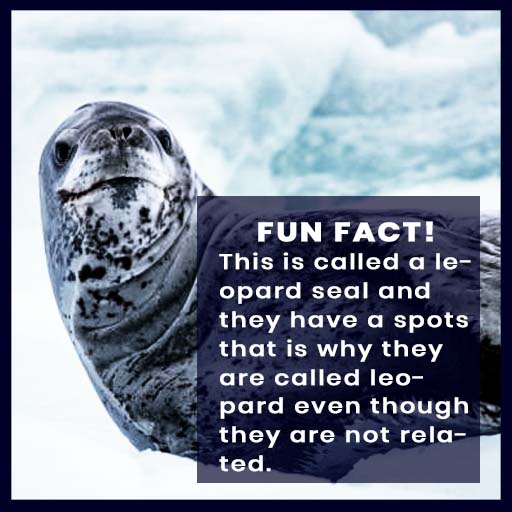 FUN FACT!
This is called a le-
opard seal and
they have a spots
that is why they
are called leo-
pard even though
they are not rela-
ted.